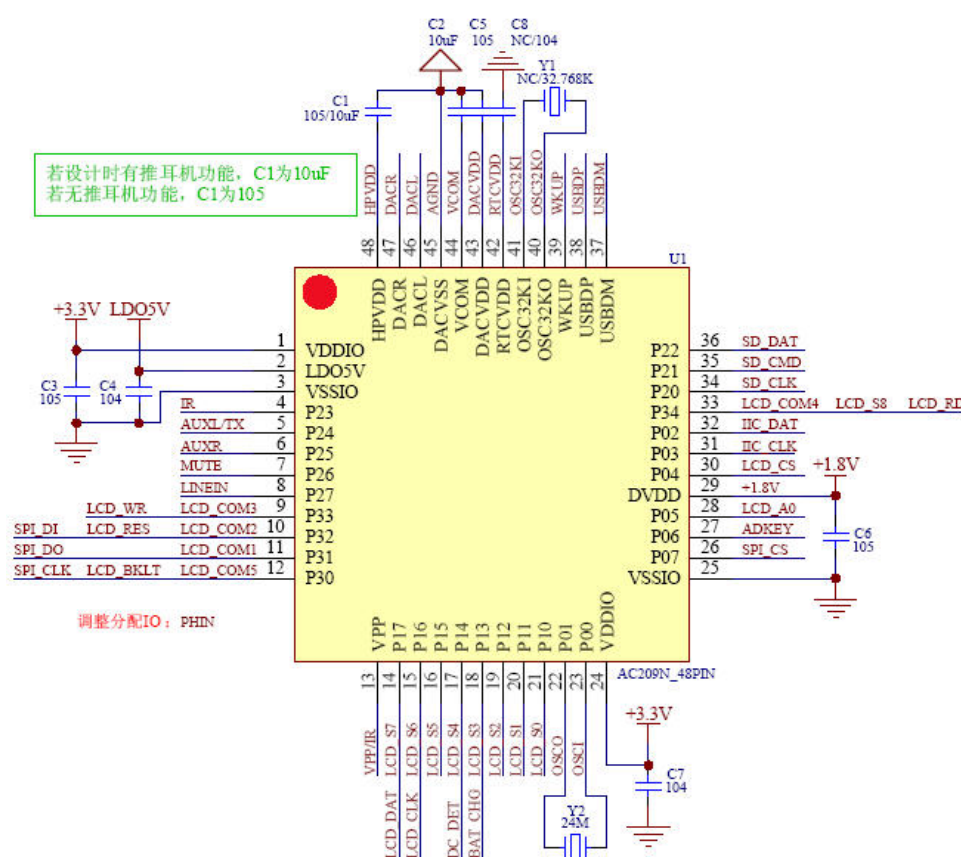 C2 C5 C8
10uF 105 NC/104
Y1
NC/32.768K
C1
105/10uF
若设计时有推耳机功能，C1为10uF
若无推耳机功能，C1为105
HPVDD DACR DACL AGND VCOM DACVDD RTCVDD OSC32KI OSC32KO WKUP USBDP USBDM
48 47 46 45 44 43 42 41 40 39 38 37
U1
HPVDD DACR DACL DACVSS VCOM DACVDD RTCVDD OSC32KI OSC32KO WKUP USBDP USBDM
+3.3V LDO5V
1 VDDIO
2 LDO5V
3 VSSIO
C3 105
C4 104
IR 4 P23
AUXL/TX 5 P24
AUXR 6 P25
MUTE 7 P26
LINEIN 8 P27
LCD_WR LCD_COM3 9 P33
SPI_DI LCD_RES LCD_COM2 10 P32
SPI_DO LCD_COM1 11 P31
SPI_CLK LCD_BKLT LCD_COM5 12 P30
P22 36 SD_DAT
P21 35 SD_CMD
P20 34 SD_CLK
P34 33 LCD_COM4 LCD_S8 LCD_RD
P02 32 IIC_DAT
P03 31 IIC_CLK
P04 30 LCD_CS
+1.8V
DVDD 29 +1.8V
P05 28 LCD_A0
P06 27 ADKEY
P07 26 SPI_CS
VSSIO 25
C6
105
调整分配IO：PHIN
VPP P17 P16 P15 P14 P13 P12 P11 P10 P01 P00 VDDIO
13 14 15 16 17 18 19 20 21 22 23 24
AC209N_48PIN
VPP/IR LCD_S7 LCD_S6 LCD_S5 LCD_S4 LCD_S3 LCD_S2 LCD_S1 LCD_S0 OSCO OSCI
+3.3V
C7
104
LCD_DAT LCD_CLK DC_DET BAT_CHG
Y2
24M